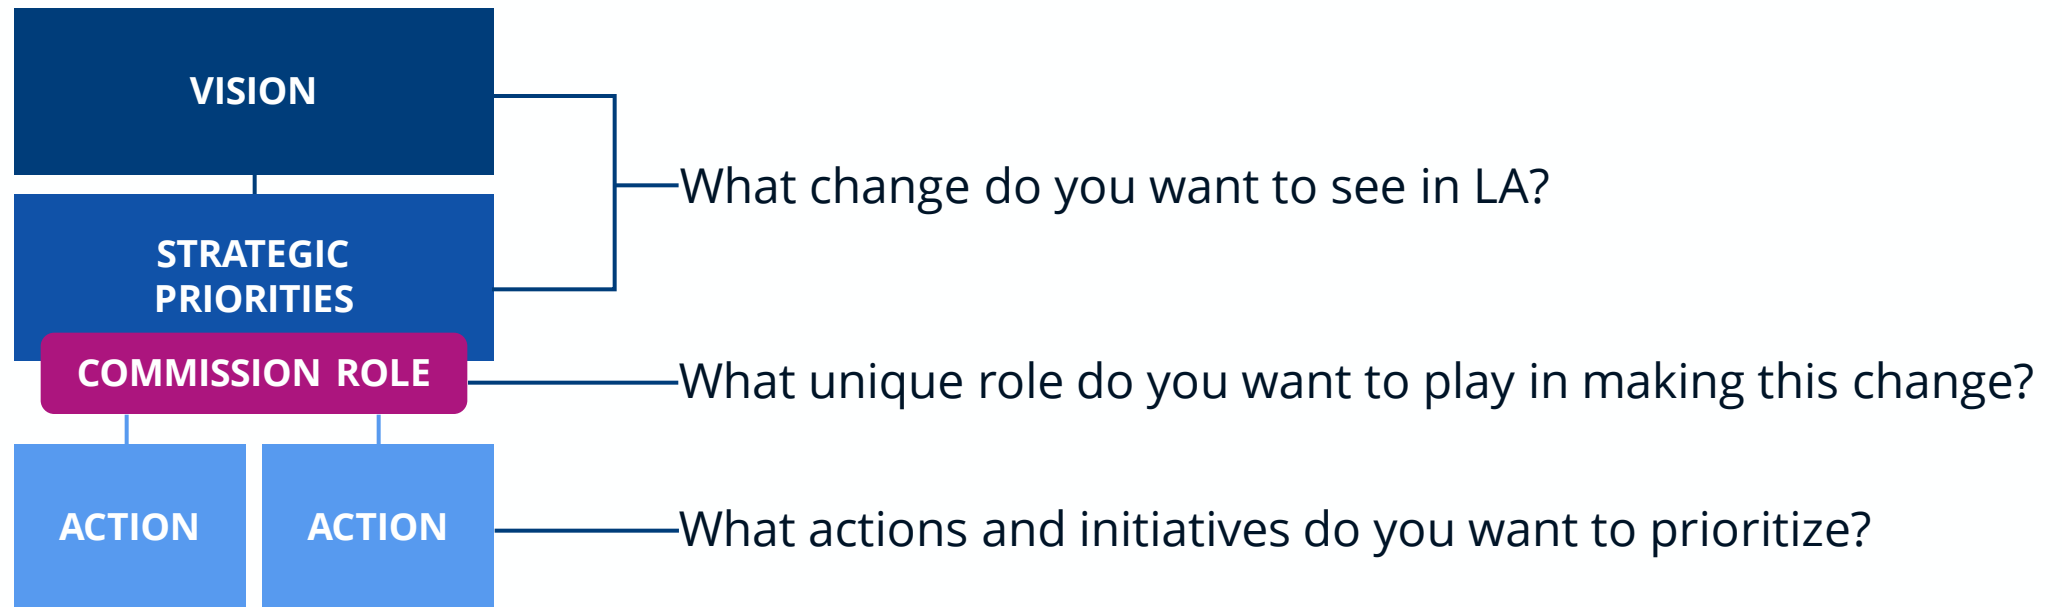 VISION
What change do you want to see in LA?
STRATEGIC
PRIORITIES
COMMISSION ROLE
What unique role do you want to play in making this change?
ACTION
ACTION
What actions and initiatives do you want to prioritize?